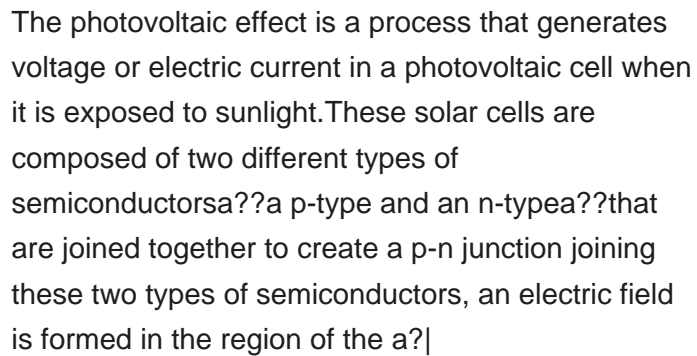 The photovoltaic effect is a process that generates
voltage or electric current in a photovoltaic cell when
it is exposed to sunlight.These solar cells are
composed of two different types of
semiconductorsa??a p-type and an n-typea??that
are joined together to create a p-n junction joining
these two types of semiconductors, an electric field
is formed in the region of the a?|